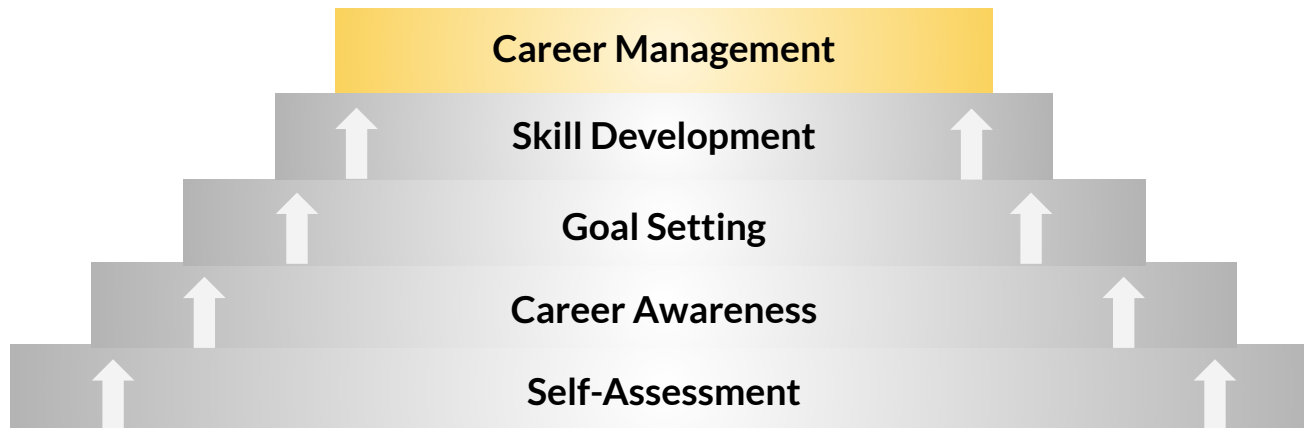 Career Management
Skill Development
Goal Setting
Career Awareness
Self-Assessment